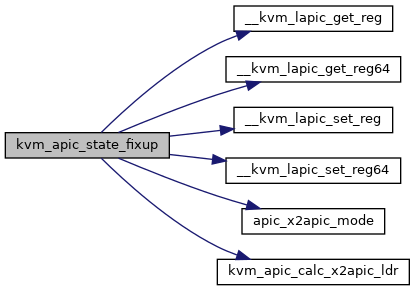 __kvm_lapic_get_reg
__kvm_lapic_get_reg64
__kvm_lapic_set_reg
kvm_apic_state_fixup
__kvm_lapic_set_reg64
apic_x2apic_mode
kvm_apic_calc_x2apic_ldr